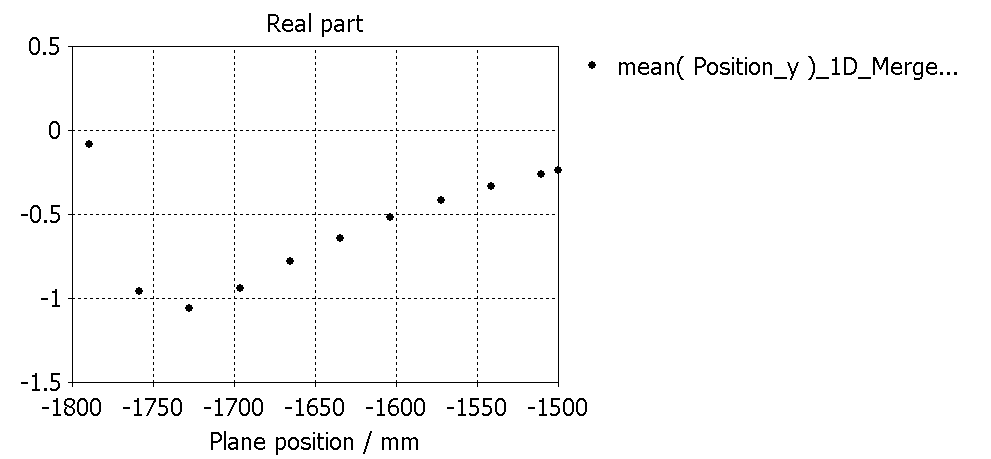 Real part
mean( Position_y )_1D_Merge...
0.5
0
-0.5
-1
-1.5
-1800 -1750 -1700 -1650 -1600 -1550 -1500
Plane position / mm